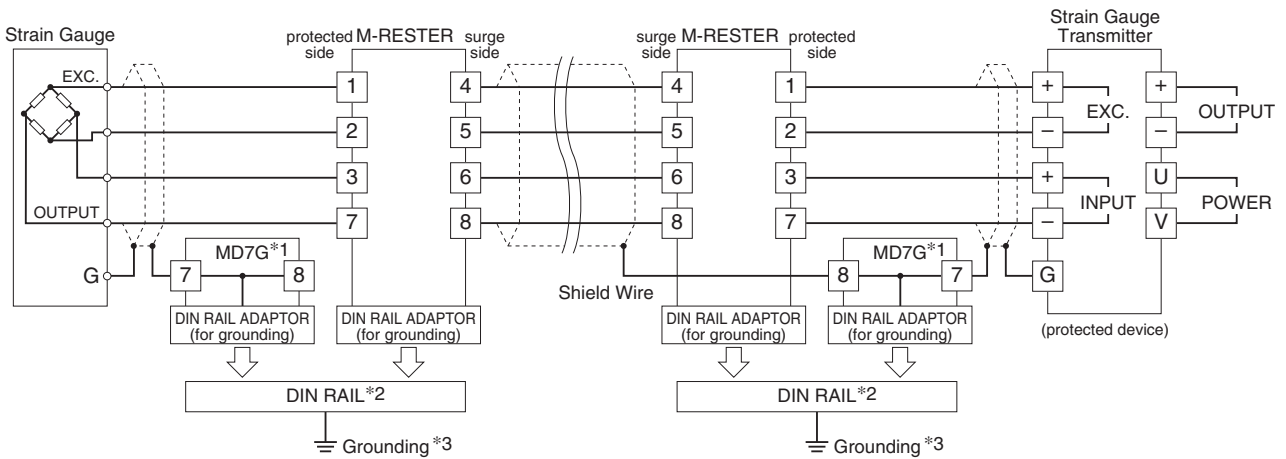 Strain Gauge
EXC.
OUTPUT
G
protected side
M-RESTER
surge side
1
2
3
7
4
5
6
8
MD7G*1
7
8
DIN RAIL ADAPTOR
(for grounding)
DIN RAIL ADAPTOR
(for grounding)
DIN RAIL*2
Grounding *3
Shield Wire
surge side
M-RESTER
protected side
4
5
6
8
1
2
3
7
MD7G*1
8
7
DIN RAIL ADAPTOR
(for grounding)
DIN RAIL ADAPTOR
(for grounding)
DIN RAIL*2
Grounding *3
Strain Gauge
Transmitter
+
–
EXC.
+
–
INPUT
G
+
–
OUTPUT
U
V
POWER
(protected device)